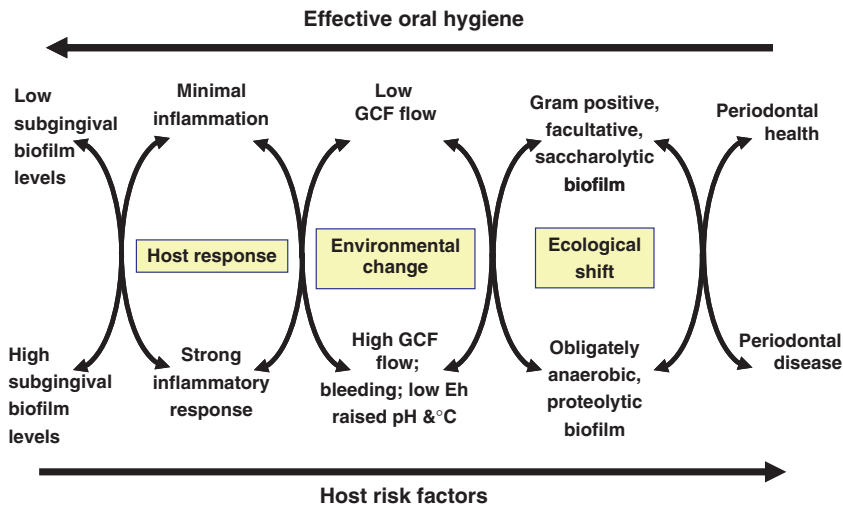 Effective oral hygiene
Low
subgingival
biofilm
levels
Minimal
inflammation
Low
GCF flow
Gram positive,
facultative,
saccharolytic
biofilm
Periodontal
health
Host response
Environmental
change
Ecological
shift
High
subgingival
biofilm
levels
Strong
inflammatory
response
High GCF
flow;
bleeding; low Eh
raised pH &°C
Obligately
anaerobic,
proteolytic
biofilm
Periodontal
disease
Host risk factors